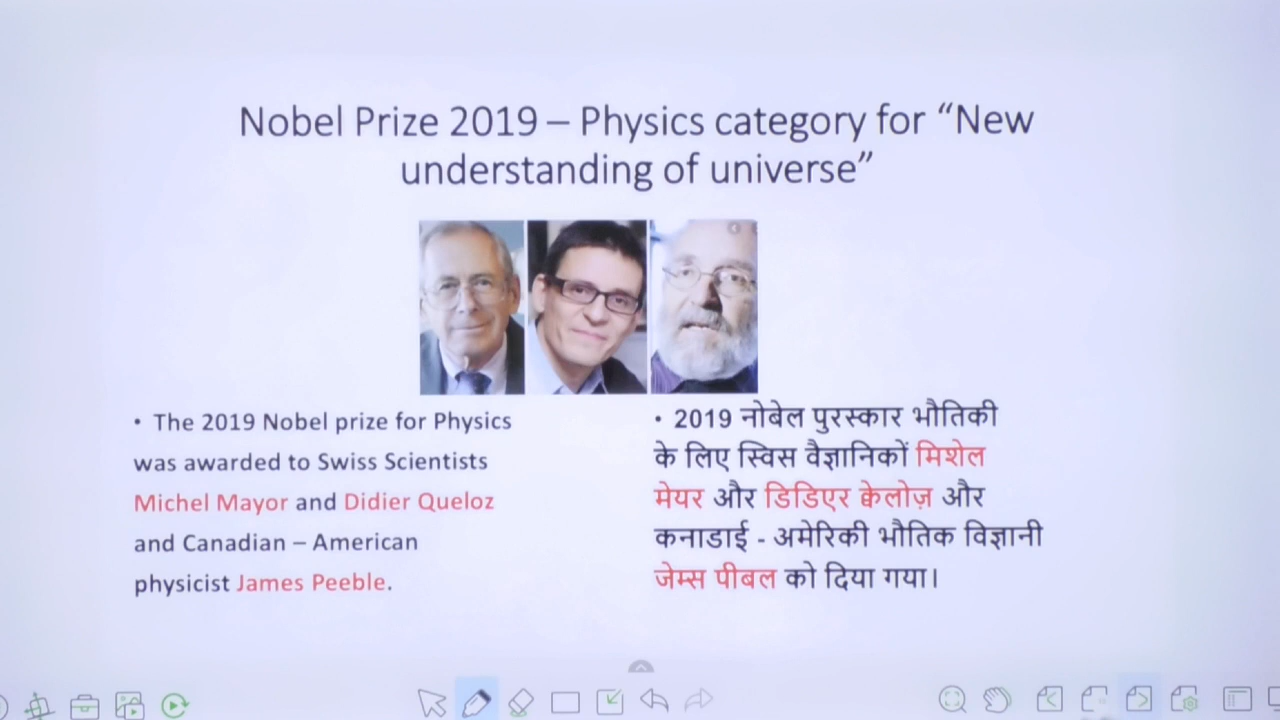 Nobel Prize 2019 – Physics category for “New
understanding of universe”
• The 2019 Nobel prize for Physics
was awarded to Swiss Scientists
Michel Mayor and Didier Queloz
and Canadian – American
physicist James Peeble.
• 2019 नोबेल पुरस्कार भौतिकी
के लिए स्विस वैज्ञानिकों मिशेल
मेयर और डिडिएर क्वेलोज़ और
कनाडाई - अमेरिकी भौतिक विज्ञानी
जेम्स पीबल को दिया गया।